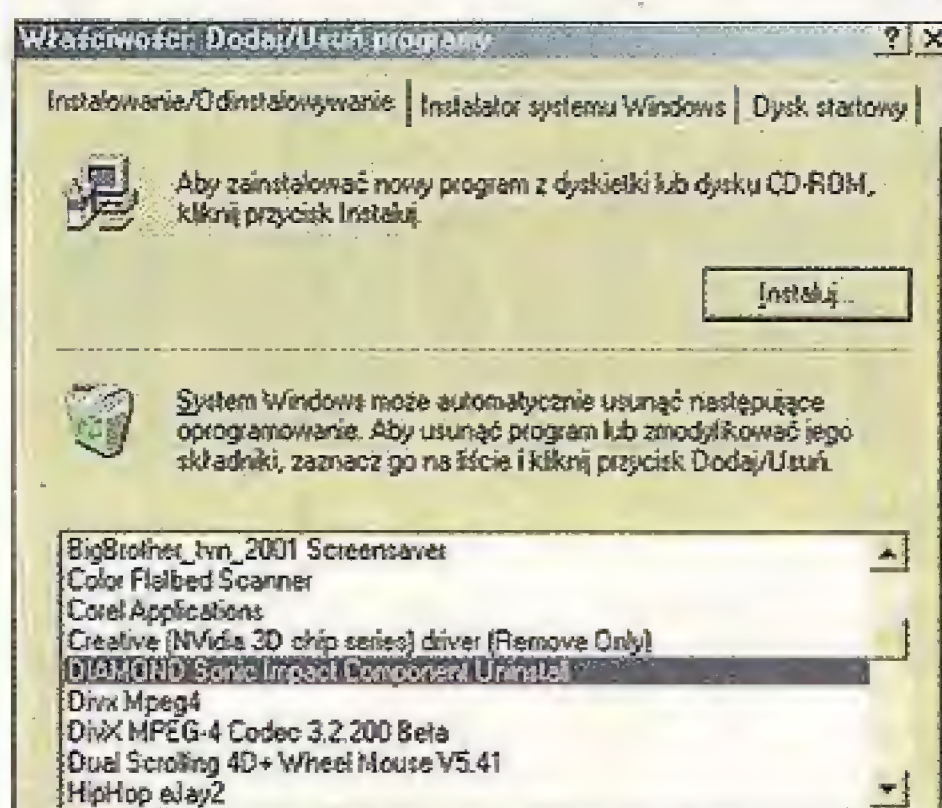 Właściwości: Dodaj/Usuń programy
Instalowanie/Odinstalowywanie Instalator systemu Windows Dysk startowy
Aby zainstalować nowy program z dyskietki lub dysku CD-ROM,
kliknij przycisk Instaluj.
Instaluj...
System Windows może automatycznie usunąć następujące
oprogramowanie. Aby usunąć program lub zmodyfikować jego
składniki, zaznacz go na liście i kliknij przycisk Dodaj/Usuń.
BigBrother_tvn_2001 Screensaver
Color Flatbed Scanner
Corel Applications
Creative (NVidia 3D chip series) driver (Remove Only)
DIAMOND Sonic Impact Component Uninstall
Divx Mpeg4
DivX MPEG-4 Codec 3.2.200 Beta
Dual Scrolling 4D+ Wheel Mouse V5.41
HipHop eJay2